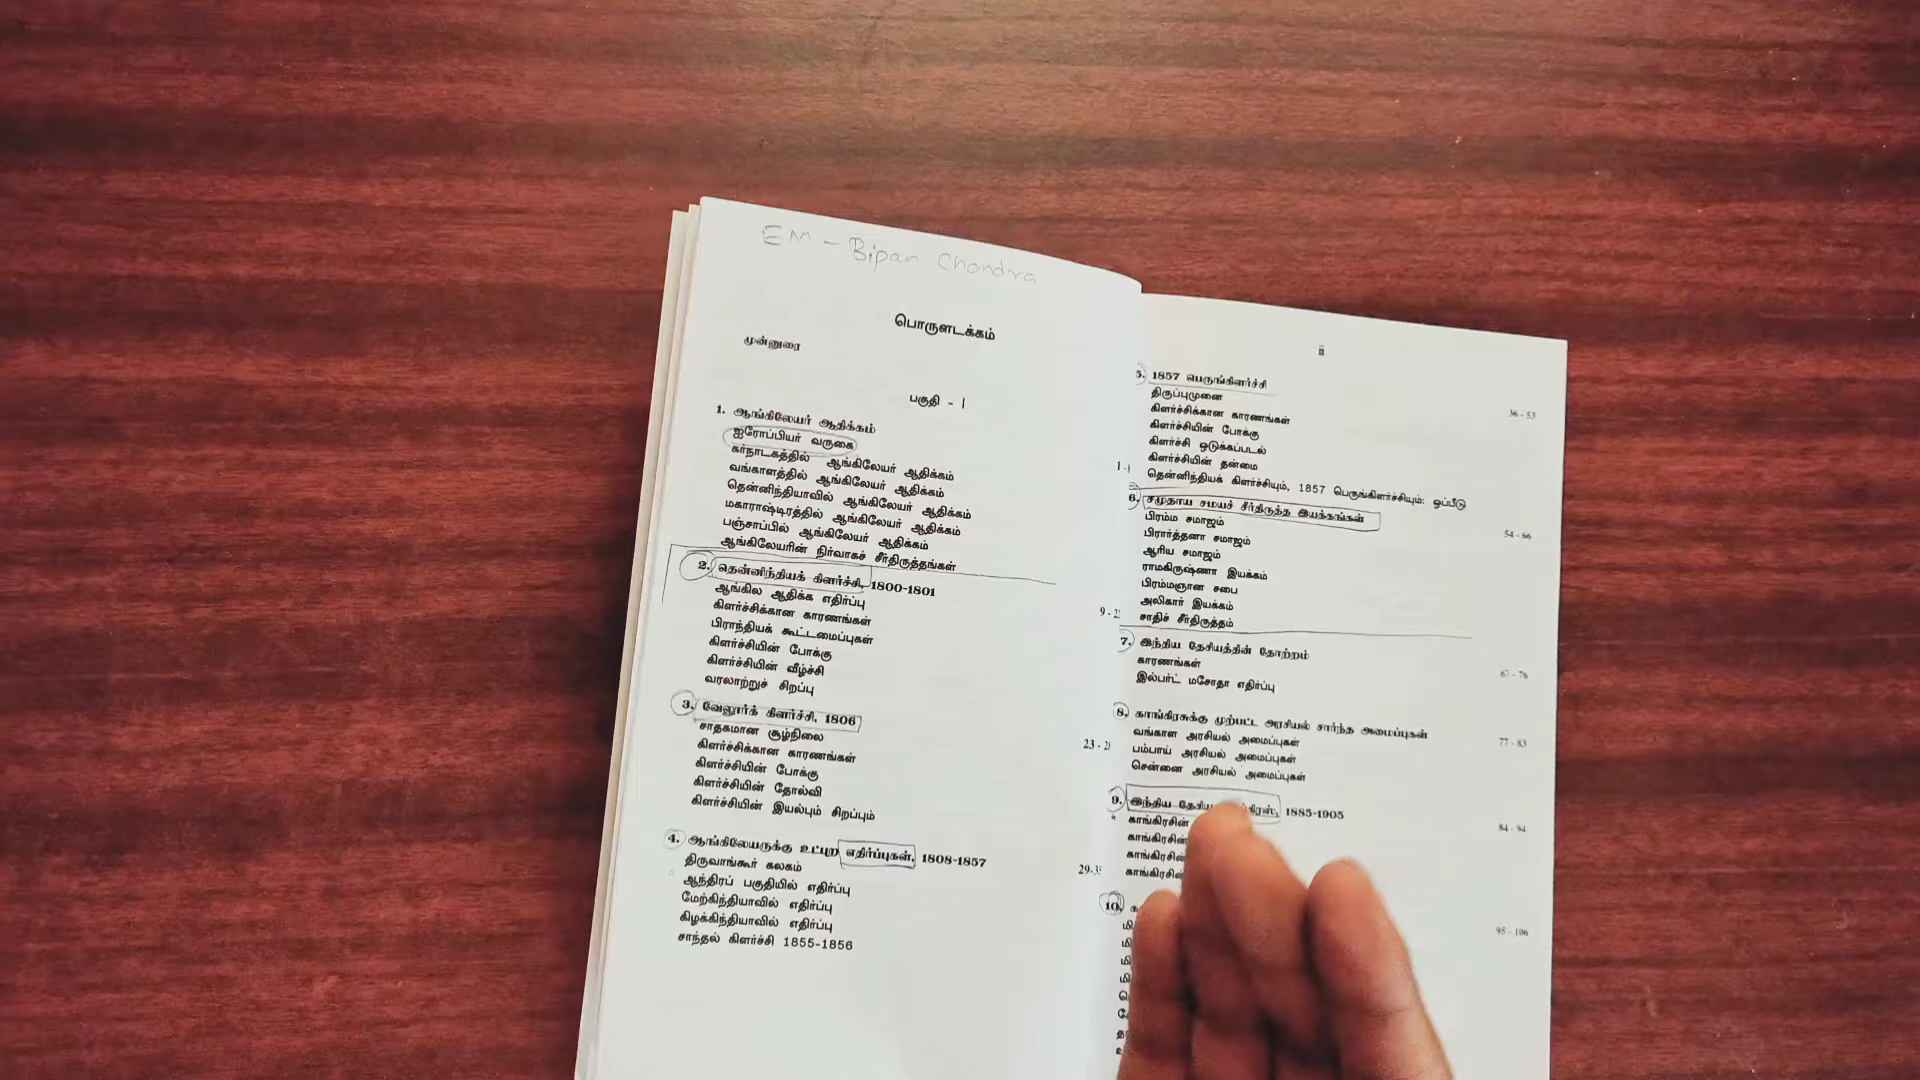 EM - Bipan Chandra
பொருளடக்கம்
முன்னுரை
பகுதி - I
1. ஆங்கிலேயர் ஆதிக்கம்
ஐரோப்பியர் வருகை
கர்நாடகத்தில் ஆங்கிலேயர் ஆதிக்கம்
வங்காளத்தில் ஆங்கிலேயர் ஆதிக்கம்
தென்னிந்தியாவில் ஆங்கிலேயர் ஆதிக்கம்
மகாராஷ்டிரத்தில் ஆங்கிலேயர் ஆதிக்கம்
பஞ்சாப்பில் ஆங்கிலேயர் ஆதிக்கம்
ஆங்கிலேயரின் நிர்வாகச் சீர்திருத்தங்கள்
2. தென்னிந்தியக் கிளர்ச்சி, 1800-1801
ஆங்கில ஆதிக்க எதிர்ப்பு
கிளர்ச்சிக்கான காரணங்கள்
பிராந்தியக் கூட்டமைப்புகள்
கிளர்ச்சியின் போக்கு
கிளர்ச்சியின் வீழ்ச்சி
வரலாற்றுச் சிறப்பு
3. வேலூர்க் கிளர்ச்சி, 1806
சாதகமான சூழ்நிலை
கிளர்ச்சிக்கான காரணங்கள்
கிளர்ச்சியின் போக்கு
கிளர்ச்சியின் தோல்வி
கிளர்ச்சியின் இயல்பும் சிறப்பும்
4. ஆங்கிலேயருக்கு உட்புற எதிர்ப்புகள், 1808-1857
திருவாங்கூர் கலகம்
ஆந்திரப் பகுதியில் எதிர்ப்பு
மேற்கிந்தியாவில் எதிர்ப்பு
கிழக்கிந்தியாவில் எதிர்ப்பு
சாந்தல் கிளர்ச்சி 1855-1856
5. 1857 பெருங்கிளர்ச்சி 36 - 53
திருப்புமுனை
கிளர்ச்சிக்கான காரணங்கள்
கிளர்ச்சியின் போக்கு
கிளர்ச்சி ஒடுக்கப்படல்
கிளர்ச்சியின் தன்மை
தென்னிந்தியக் கிளர்ச்சியும், 1857 பெருங்கிளர்ச்சியும்: ஒப்பீடு
6. சமுதாய சமயச் சீர்திருத்த இயக்கங்கள் 54 - 66
பிரம்ம சமாஜம்
பிரார்த்தனா சமாஜம்
ஆரிய சமாஜம்
ராமகிருஷ்ணா இயக்கம்
பிரம்மஞான சபை
அலிகார் இயக்கம்
சாதிச் சீர்திருத்தம்
7. இந்திய தேசியத்தின் தோற்றம் 67 - 76
காரணங்கள்
இல்பர்ட் மசோதா எதிர்ப்பு
8. காங்கிரசுக்கு முற்பட்ட அரசியல் சார்ந்த அமைப்புகள் 77 - 83
வங்காள அரசியல் அமைப்புகள்
பம்பாய் அரசியல் அமைப்புகள்
சென்னை அரசியல் அமைப்புகள்
9. இந்திய 1885-1905 84 - 94
காங்கிரசின்
காங்கிரசின்
காங்கிரசின்
காங்கிரசின்
10. 95 - 106